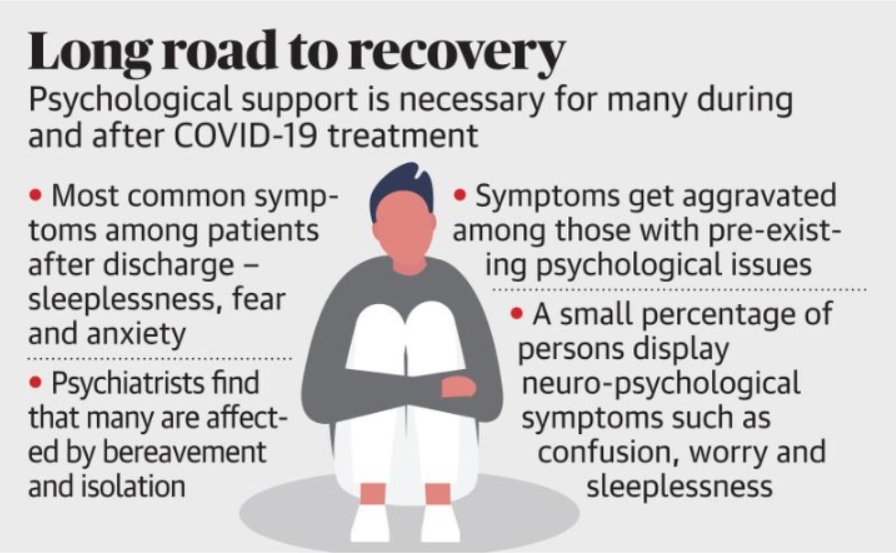 Long road to recovery
Psychological support is necessary for many during
and after COVID-19 treatment
• Most common symp-
toms among patients
after discharge –
sleeplessness, fear
and anxiety
• Psychiatrists find
that many are affect-
ed by bereavement
and isolation
• Symptoms get aggravated
among those with pre-exist-
ing psychological issues
• A small percentage of
persons display
neuro-psychological
symptoms such as
confusion, worry and
sleeplessness